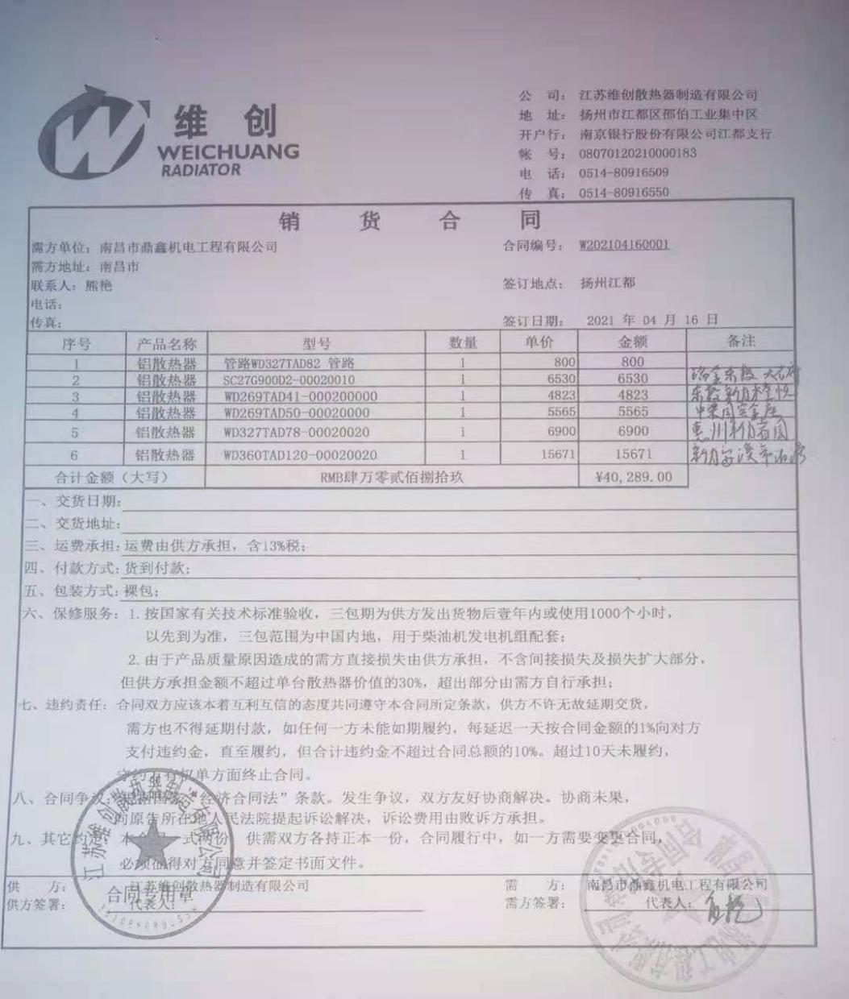 维 创
WEICHUANG
RADIATOR
公 司： 江苏维创散热器制造有限公司
地 址： 扬州市江都区邵伯工业集中区
开户行： 南京银行股份有限公司江都支行
帐 号： 08070120210000183
电 话： 0514-80916509
传 真： 0514-80916550
销 货 合 同
需方单位：南昌市鼎鑫机电工程有限公司 合同编号： W202104160001
需方地址：南昌市
联系人：熊艳 签订地点： 扬州江都
电话：
传真： 签订日期： 2021 年 04 月 16 日
序号 产品名称 型号 数量 单价 金额 备注
1 铝散热器 管路WD327TAD82 管路 1 800 800
2 铝散热器 SC27G900D2-00020010 1 6530 6530
3 铝散热器 WD269TAD41-000200000 1 4823 4823
4 铝散热器 WD269TAD50-00020000 1 5565 5565
5 铝散热器 WD327TAD78-00020020 1 6900 6900
6 铝散热器 WD360TAD120-00020020 1 15671 15671
合计金额（大写） RMB肆万零贰佰捌拾玖 ¥40,289.00
一、交货日期：
二、交货地址：
三、运费承担：运费由供方承担，含13%税；
四、付款方式：货到付款；
五、包装方式：裸包；
六、保修服务：1.按国家有关技术标准验收，三包期为供方发出货物后壹年内或使用1000个小时，
以先到为准，三包范围为中国内地，用于柴油机发电机组配套；
2.由于产品质量原因造成的需方直接损失由供方承担，不含间接损失及损失扩大部分，
但供方承担金额不超过单台散热器价值的30%，超出部分由需方自行承担；
七、违约责任：合同双方应该本着互利互信的态度共同遵守本合同所定条款，供方不许无故延期交货，
需方也不得延期付款，如任何一方未能如期履约，每延迟一天按合同金额的1%向对方
支付违约金，直至履约，但合计违约金不超过合同总额的10%。超过10天未履约，
守约方有权单方面终止合同。
八、合同争议：“经济合同法”条款。发生争议，双方友好协商解决。协商未果，
向原告所在地人民法院提起诉讼解决，诉讼费用由败诉方承担。
九、其它约定：本合同一式两份，供需双方各持正本一份，合同履行中，如一方需要变更合同，
必须征得对方同意并签定书面文件。
供 方： 江苏维创散热器制造有限公司 需 方： 南昌市鼎鑫机电工程有限公司
供方签署： 代表人： 需方签署： 代表人：
江苏维创散热器制造有限公司
合同专用章